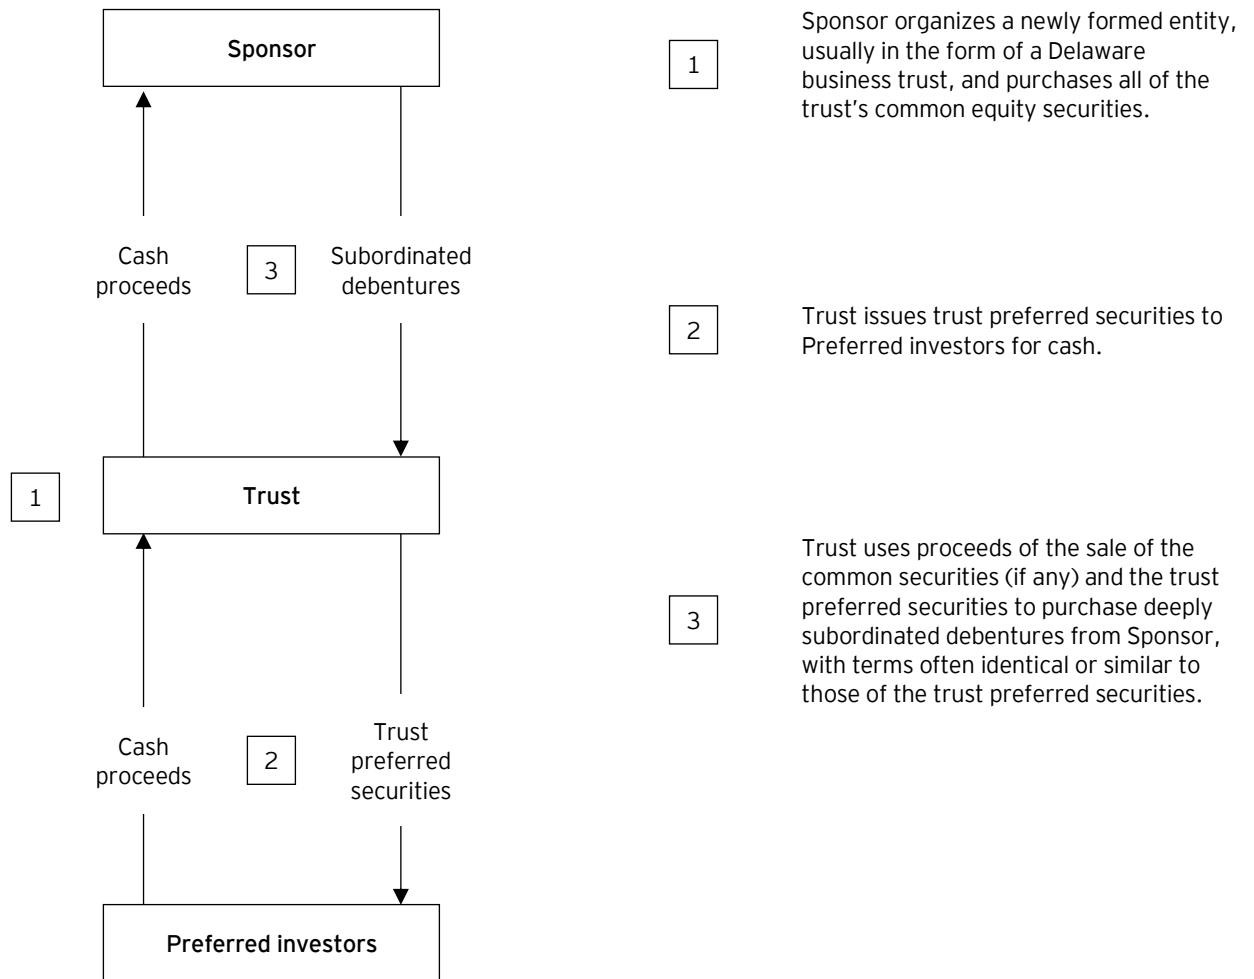 Sponsor
Cash
proceeds
3
Subordinated
debentures
1
Trust
Cash
proceeds
2
Trust
preferred
securities
Preferred investors
1
Sponsor organizes a newly formed entity,
usually in the form of a Delaware
business trust, and purchases all of the
trust’s common equity securities.
2
Trust issues trust preferred securities to
Preferred investors for cash.
3
Trust uses proceeds of the sale of the
common securities (if any) and the trust
preferred securities to purchase deeply
subordinated debentures from Sponsor,
with terms often identical or similar to
those of the trust preferred securities.